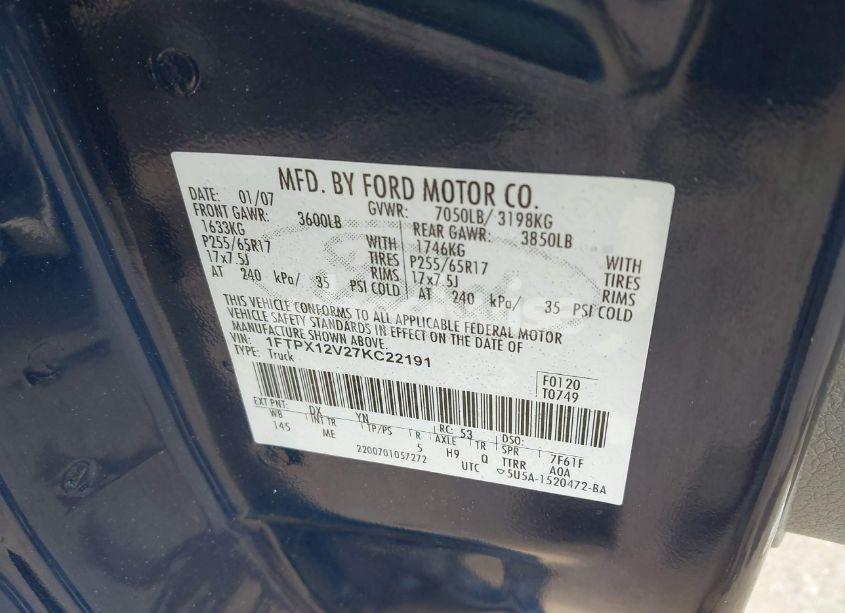 MFD. BY FORD MOTOR CO.
DATE: 01/07 GVWR: 7050LB/ 3198KG
FRONT GAWR: 3600LB REAR GAWR: 3850LB
1633KG WITH 1746KG WITH
P255/65R17 TIRES P255/65R17 TIRES
17x7.5J RIMS 17x7.5J RIMS
AT 240 kPa/ 35 PSI COLD AT 240 kPa/ 35 PSI COLD
THIS VEHICLE CONFORMS TO ALL APPLICABLE FEDERAL MOTOR
VEHICLE SAFETY STANDARDS IN EFFECT ON THE DATE OF
MANUFACTURE SHOWN ABOVE.
VIN: 1FTPX12V27KC22191
TYPE: Truck
F0120
T0749
EXT PNT: DX YN RC: 53 DSO:
WB INT TR TP/PS R AXLE TR SPR 7F61F
145 ME 5 H9 Q TTRR A0A
2200701057272 UTC ▽5U5A-1520472-BA